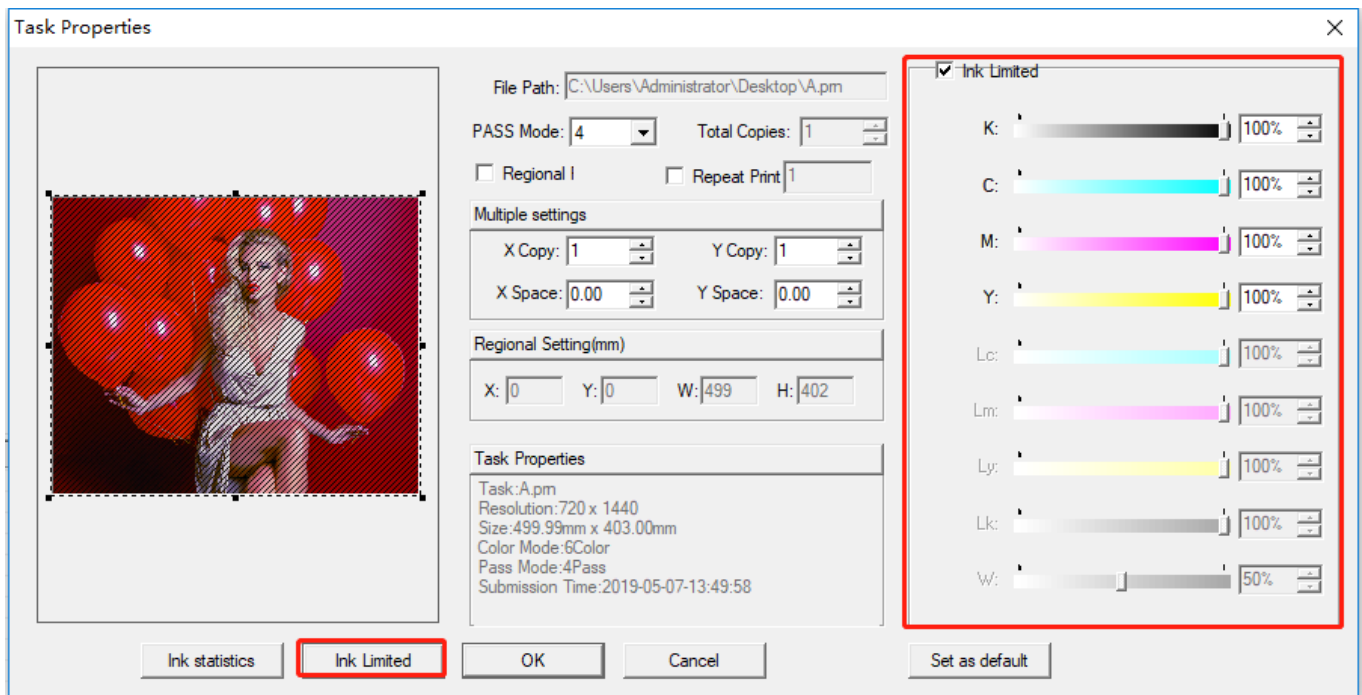 Task Properties
File Path: C:\Users\Administrator\Desktop\A.prn
PASS Mode: 4 Total Copies: 1
Regional I Repeat Print 1
Multiple settings
X Copy: 1 Y Copy: 1
X Space: 0.00 Y Space: 0.00
Regional Setting(mm)
X: 0 Y: 0 W: 499 H: 402
Task Properties
Task:A.prn
Resolution:720 x 1440
Size:499.99mm x 403.00mm
Color Mode:6Color
Pass Mode:4Pass
Submission Time:2019-05-07-13:49:58
Ink Limited
K: 100%
C: 100%
M: 100%
Y: 100%
Lc: 100%
Lm: 100%
Ly: 100%
Lk: 100%
W: 50%
Ink statistics Ink Limited OK Cancel Set as default